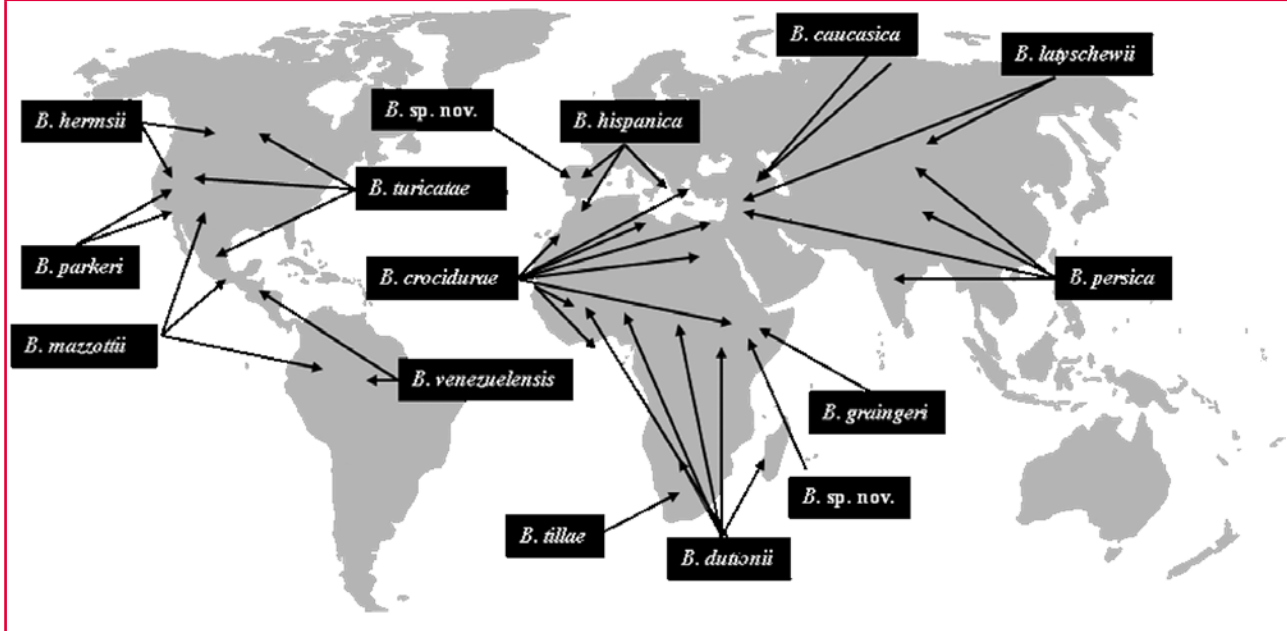 B. caucasica
B. latyschewii
B. hermsii
B. sp. nov.
B. hispanica
B. turicatae
B. parkeri
B. crocidurae
B. persica
B. mazzottii
B. venezuelensis
B. graingeri
B. sp. nov.
B. tillae
B. duttonii